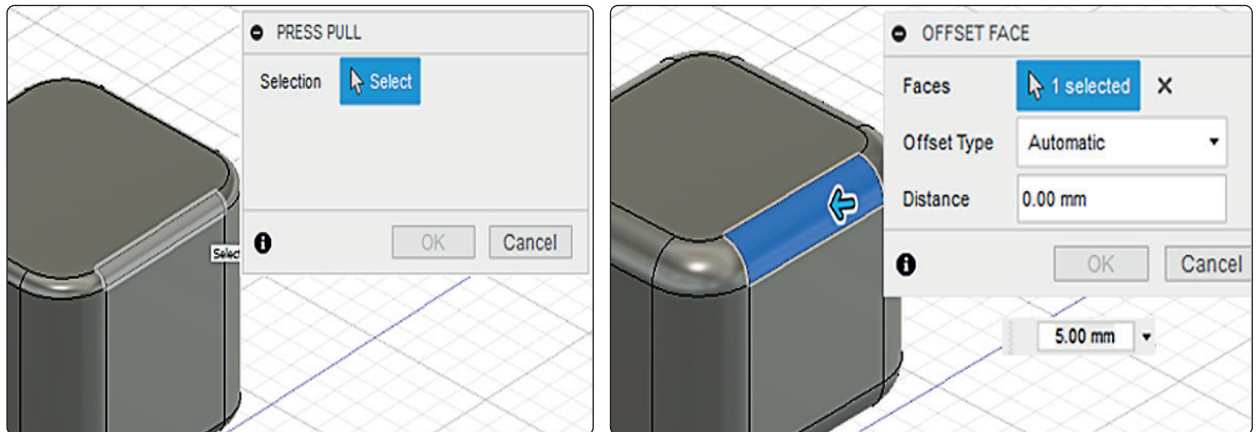 PRESS PULL
Selection Select
Select
OK Cancel
OFFSET FACE
Faces 1 selected
Offset Type Automatic
Distance 0.00 mm
OK Cancel
5.00 mm